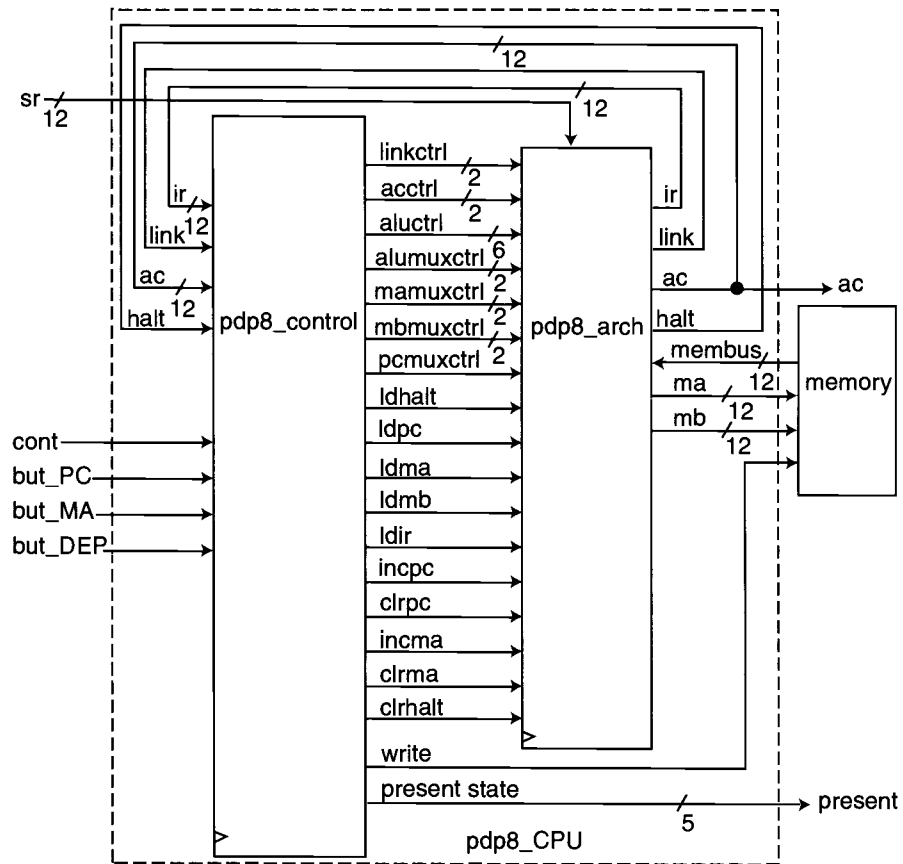 12
sr
12
12
linkctrl
2
acctrl
2
aluctrl
6
alumuxctrl
2
mamuxctrl
2
mbmuxctrl
2
pcmuxctrl
ldhalt
ldpc
ldma
ldmb
ldir
incpc
clrpc
incma
clrma
clrhalt
write
present state
5
present
ir
12
link
ac
12
halt
pdp8_control
cont
but_PC
but_MA
but_DEP
pdp8_arch
ir
link
ac
halt
ac
membus
12
ma
12
mb
12
memory
pdp8_CPU